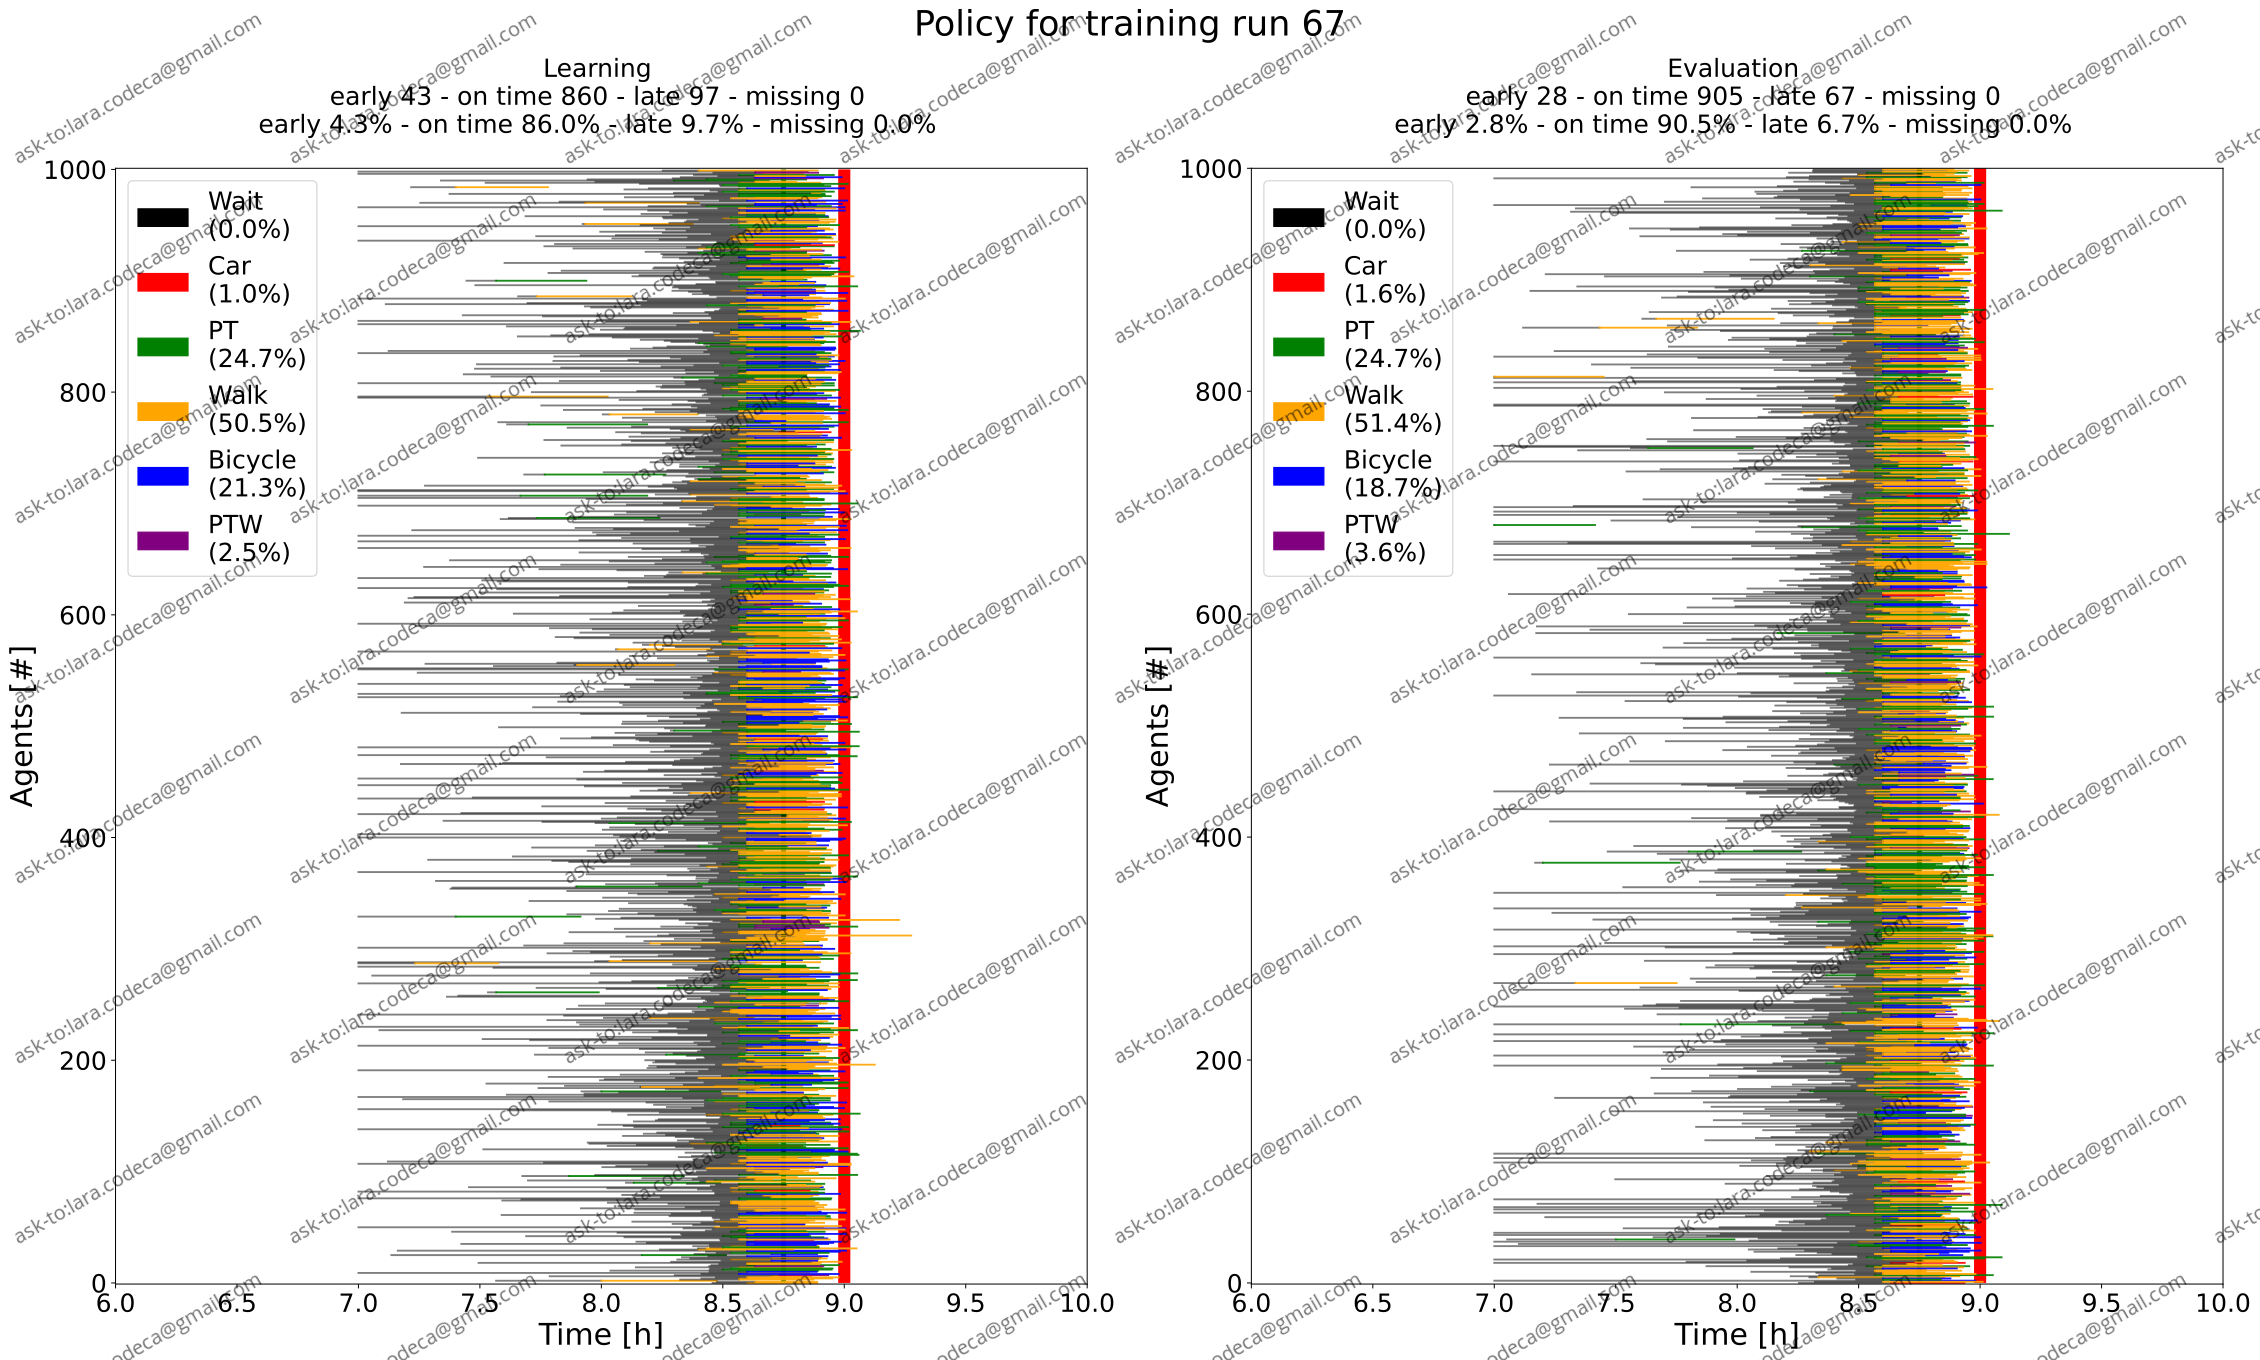 Policy for training run 67
Learning
early 43 - on time 860 - late 97 - missing 0
early 4.3% - on time 86.0% - late 9.7% - missing 0.0%
1000
800
600
400
200
0
Agents [#]
Wait
(0.0%)
Car
(1.0%)
PT
(24.7%)
Walk
(50.5%)
Bicycle
(21.3%)
PTW
(2.5%)
6.0 6.5 7.0 7.5 8.0 8.5 9.0 9.5 10.0
Time [h]
Evaluation
early 28 - on time 905 - late 67 - missing 0
early 2.8% - on time 90.5% - late 6.7% - missing 0.0%
1000
800
600
400
200
0
Agents [#]
Wait
(0.0%)
Car
(1.6%)
PT
(24.7%)
Walk
(51.4%)
Bicycle
(18.7%)
PTW
(3.6%)
6.0 6.5 7.0 7.5 8.0 8.5 9.0 9.5 10.0
Time [h]
ask-to:lara.codeca@gmail.com